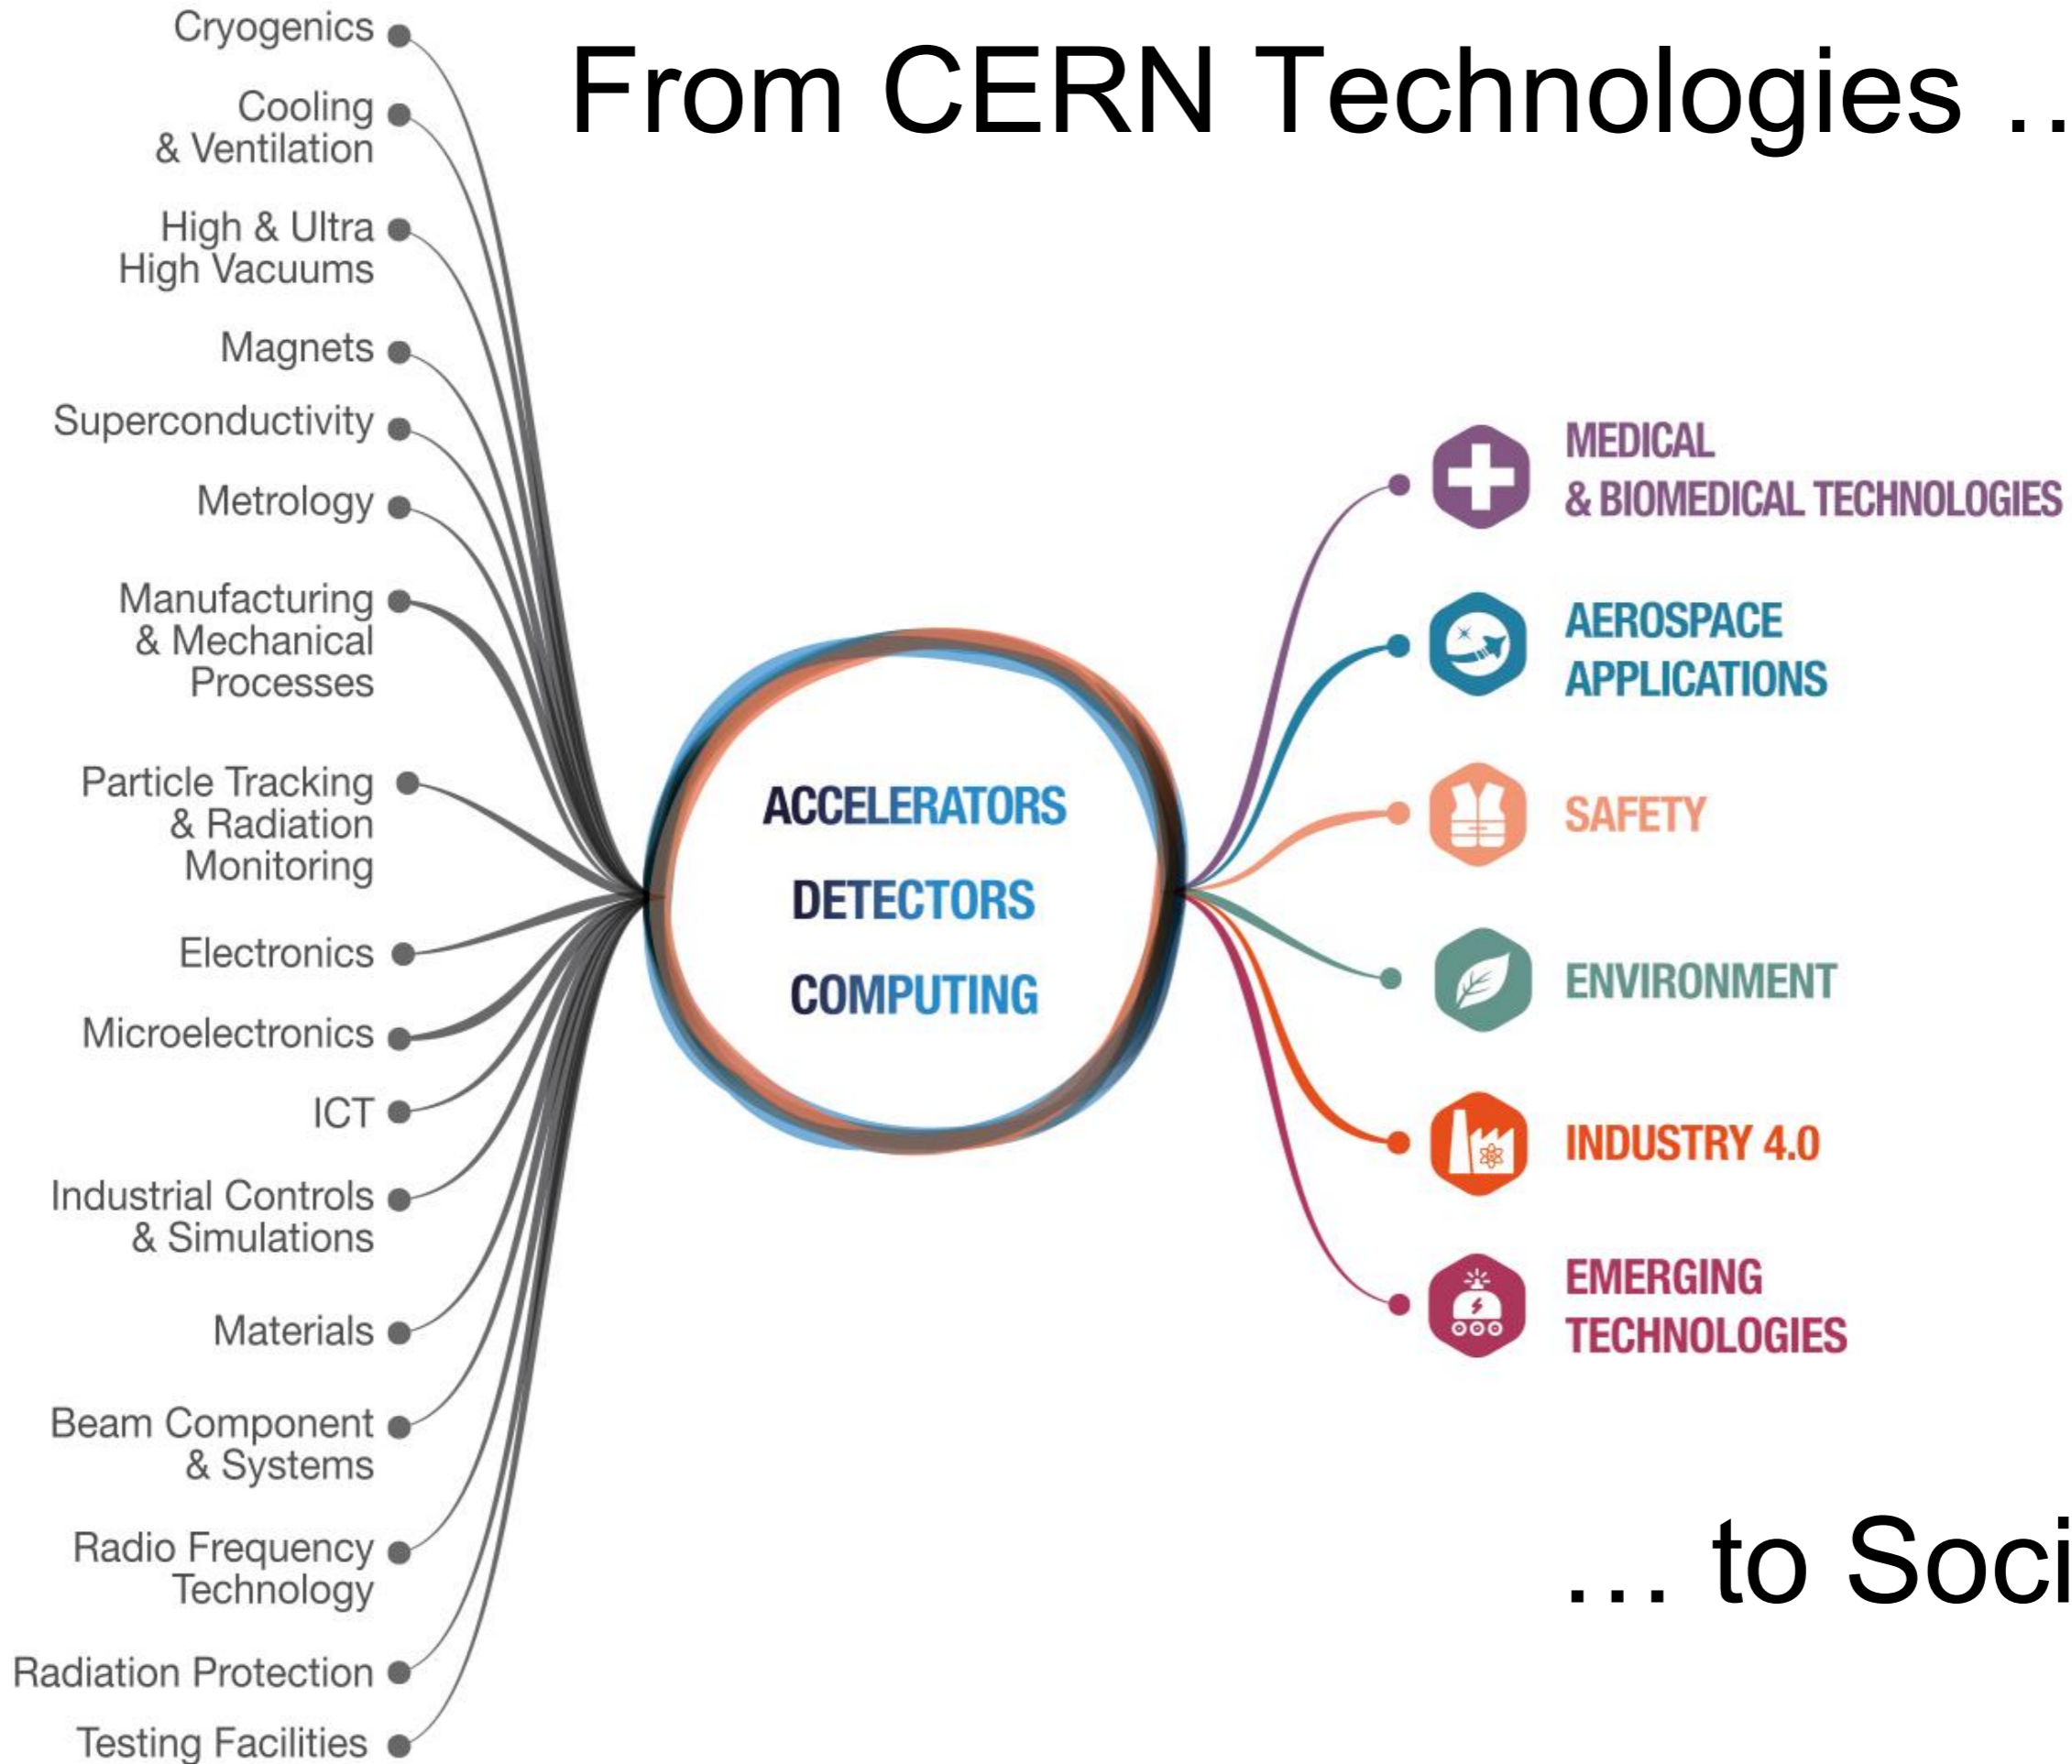 From CERN Technologies ..
Cryogenics
Cooling
& Ventilation
High & Ultra
High Vacuums
Magnets
Superconductivity
Metrology
Manufacturing
& Mechanical
Processes
Particle Tracking
& Radiation
Monitoring
Electronics
Microelectronics
ICT
Industrial Controls
& Simulations
Materials
Beam Component
& Systems
Radio Frequency
Technology
Radiation Protection
Testing Facilities
ACCELERATORS
DETECTORS
COMPUTING
MEDICAL
& BIOMEDICAL TECHNOLOGIES
AEROSPACE
APPLICATIONS
SAFETY
ENVIRONMENT
INDUSTRY 4.0
EMERGING
TECHNOLOGIES
… to Soci